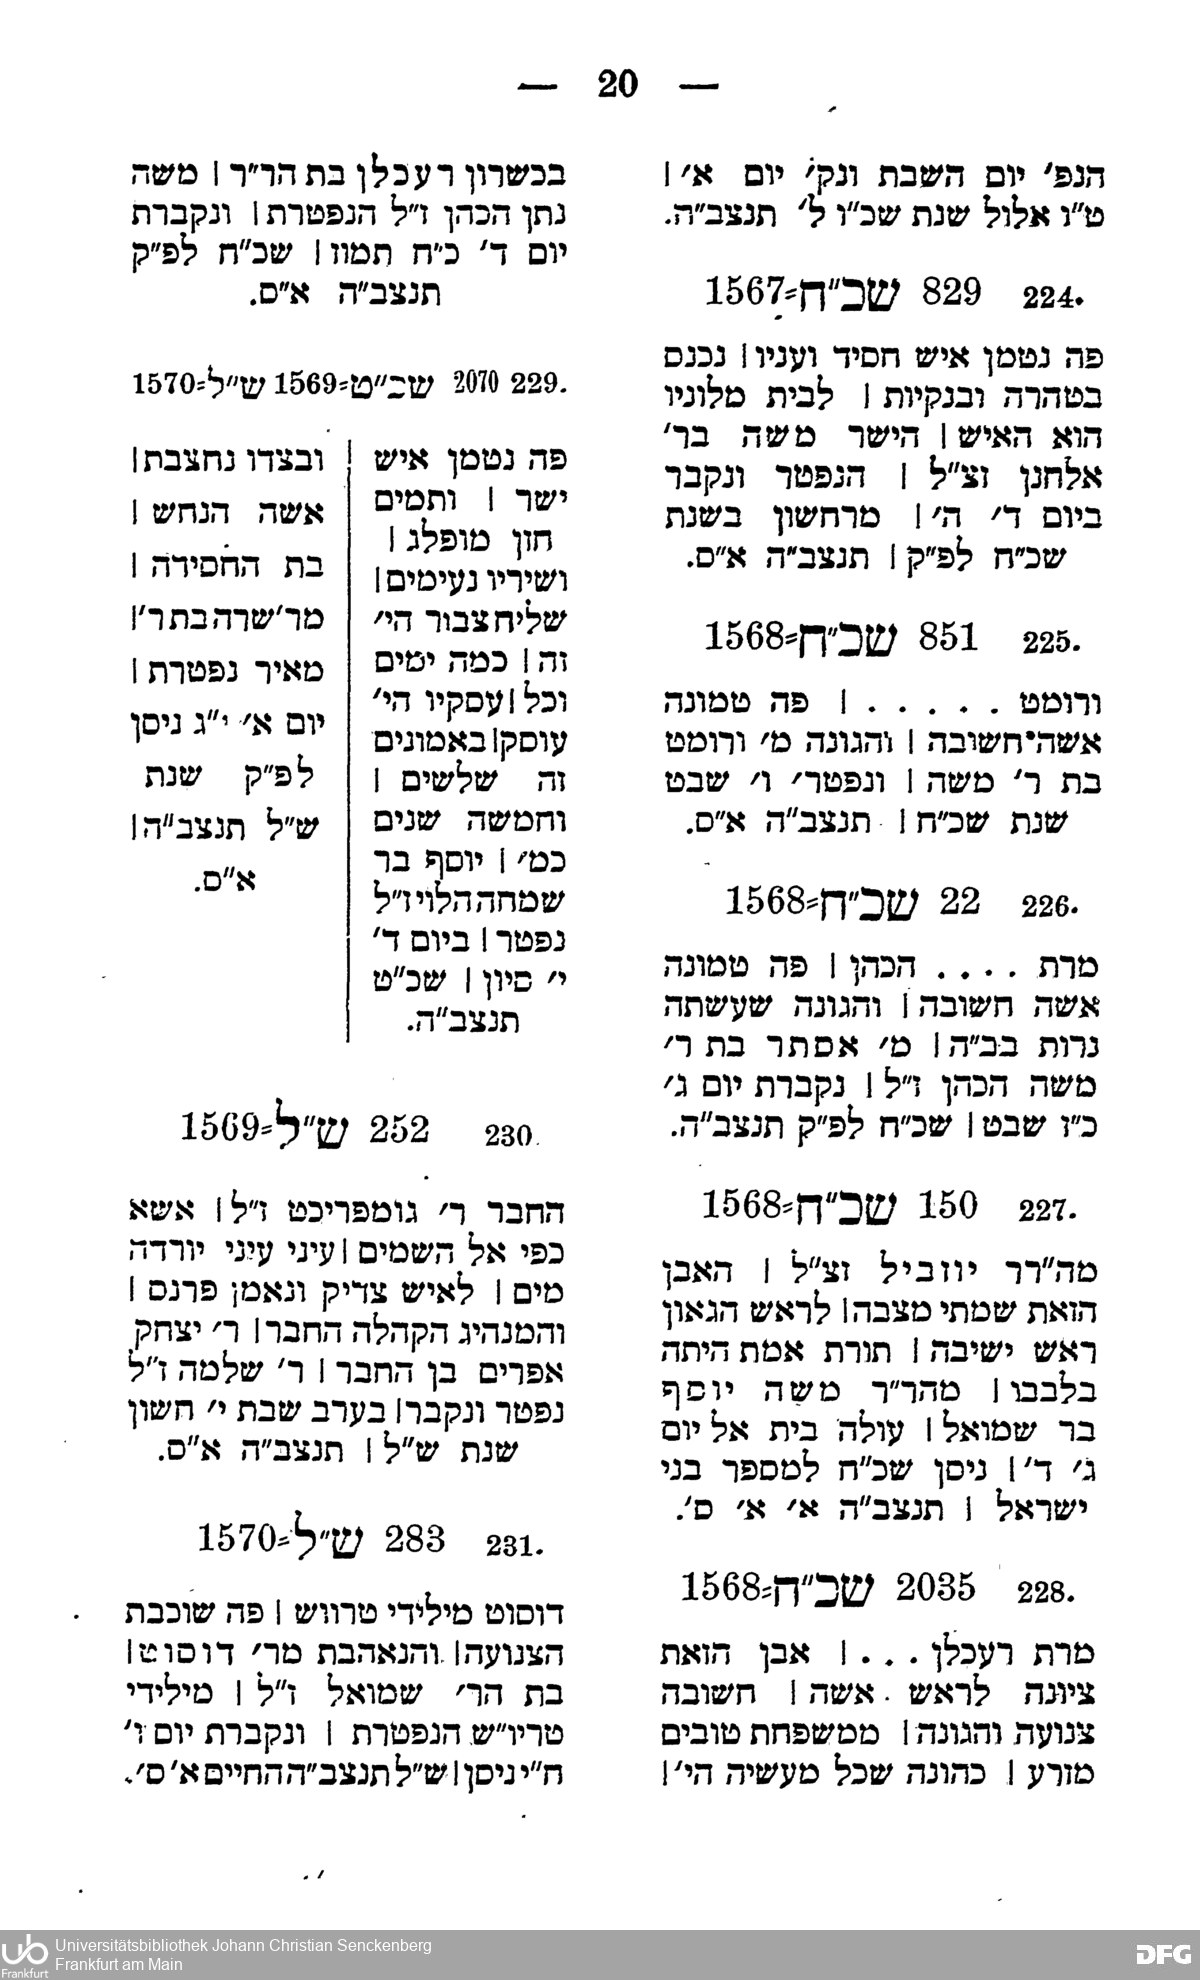 — 20 —
הנפ׳ יום השבת ונק׳ יום א׳ |
ט״ו אלול שנת שכ״ו ל׳ תנצב״ה.
224. 829 שכ״ח=1567
פה נטמן איש חסיד ועניו | נכנס
בטהרה ובנקיות | לבית מלוניו
הוא האיש | הישר משה בר׳
אלחנן זצ״ל | הנפטר ונקבר
ביום ד׳ ה׳ | מרחשון בשנת
שכ״ח לפ״ק | תנצב״ה א״ס.
225. 851 שכ״ח=1568
ורומט . . . . . | פה טמונה
אשה חשובה | והגונה מ׳ ורומט
בת ר׳ משה | ונפטר׳ ו׳ שבט
שנת שכ״ח | תנצב״ה א״ס.
226. 22 שכ״ח=1568
מרת . . . . הכהן | פה טמונה
אשה חשובה | והגונה שעשתה
נרות בב״ה | מ׳ אסתר בת ר׳
משה הכהן ז״ל | נקברת יום ג׳
כ״ז שבט | שכ״ח לפ״ק תנצב״ה.
227. 150 שכ״ח=1568
מה״רר יוזביל זצ״ל | האבן
הזאת שמתי מצבה | לראש הגאון
ראש ישיבה | תורת אמת היתה
בלבבו | מהר״ר משה יוסף
בר שמואל | עולה בית אל יום
ג׳ ד׳ | ניסן שכ״ח למספר בני
ישראל | תנצב״ה א׳ א׳ ס׳.
228. 2035 שכ״ה=1568
מרת רעכלן . . . | אבן הזאת
ציונה לראש אשה | חשובה
צנועה והגונה | ממשפחת טובים
מזרע | כהונה שכל מעשיה הי׳ |
בכשרון רעכלן בת הר״ר | משה
נתן הכהן ז״ל הנפטרת | ונקברת
יום ד׳ כ״ח תמוז | שכ״ח לפ״ק
תנצב״ה א״ס.
229. 2070 שכ״ט=1569 ש״ל=1570
פה נטמן איש
ישר | ותמים
חזן מופלג |
ושיריו נעימים |
שליח צבור הי׳
זה | כמה ימים
וכל | עסקיו הי׳
עוסק | באמונים
זה שלשים |
וחמשה שנים
כמ׳ | יוסף בר
שמחה הלוי ז״ל
נפטר | ביום ד׳
י׳ סיון | שכ״ט
תנצב״ה.
ובצדו נחצבת |
אשה הנחש |
בת החסידה |
מר׳ שרה בת ר׳ |
מאיר נפטרת |
יום א׳ י״ג ניסן
לפ״ק שנת
ש״ל תנצב״ה |
א״ס.
230. 252 ש״ל=1569
החבר ר׳ גומפריכט ז״ל | אשא
כפי אל השמים | עיני עיני יורדה
מים | לאיש צדיק ונאמן פרנס |
והמנהיג הקהלה החבר | ר׳ יצחק
אפרים בן החבר | ר׳ שלמה ז״ל
נפטר ונקבר | בערב שבת י׳ חשון
שנת ש״ל | תנצב״ה א״ס.
231. 283 ש״ל=1570
דוסוט מילידי טרווש | פה שוכבת
הצנועה | והנאהבת מר׳ דוסוט |
בת הר׳ שמואל ז״ל | מילידי
טריו״ש הנפטרת | ונקברת יום ו׳
ח״י ניסן | ש״ל תנצב״ה החיים א׳ ס׳.
ub Frankfurt
Universitätsbibliothek Johann Christian Senckenberg
Frankfurt am Main
DFG